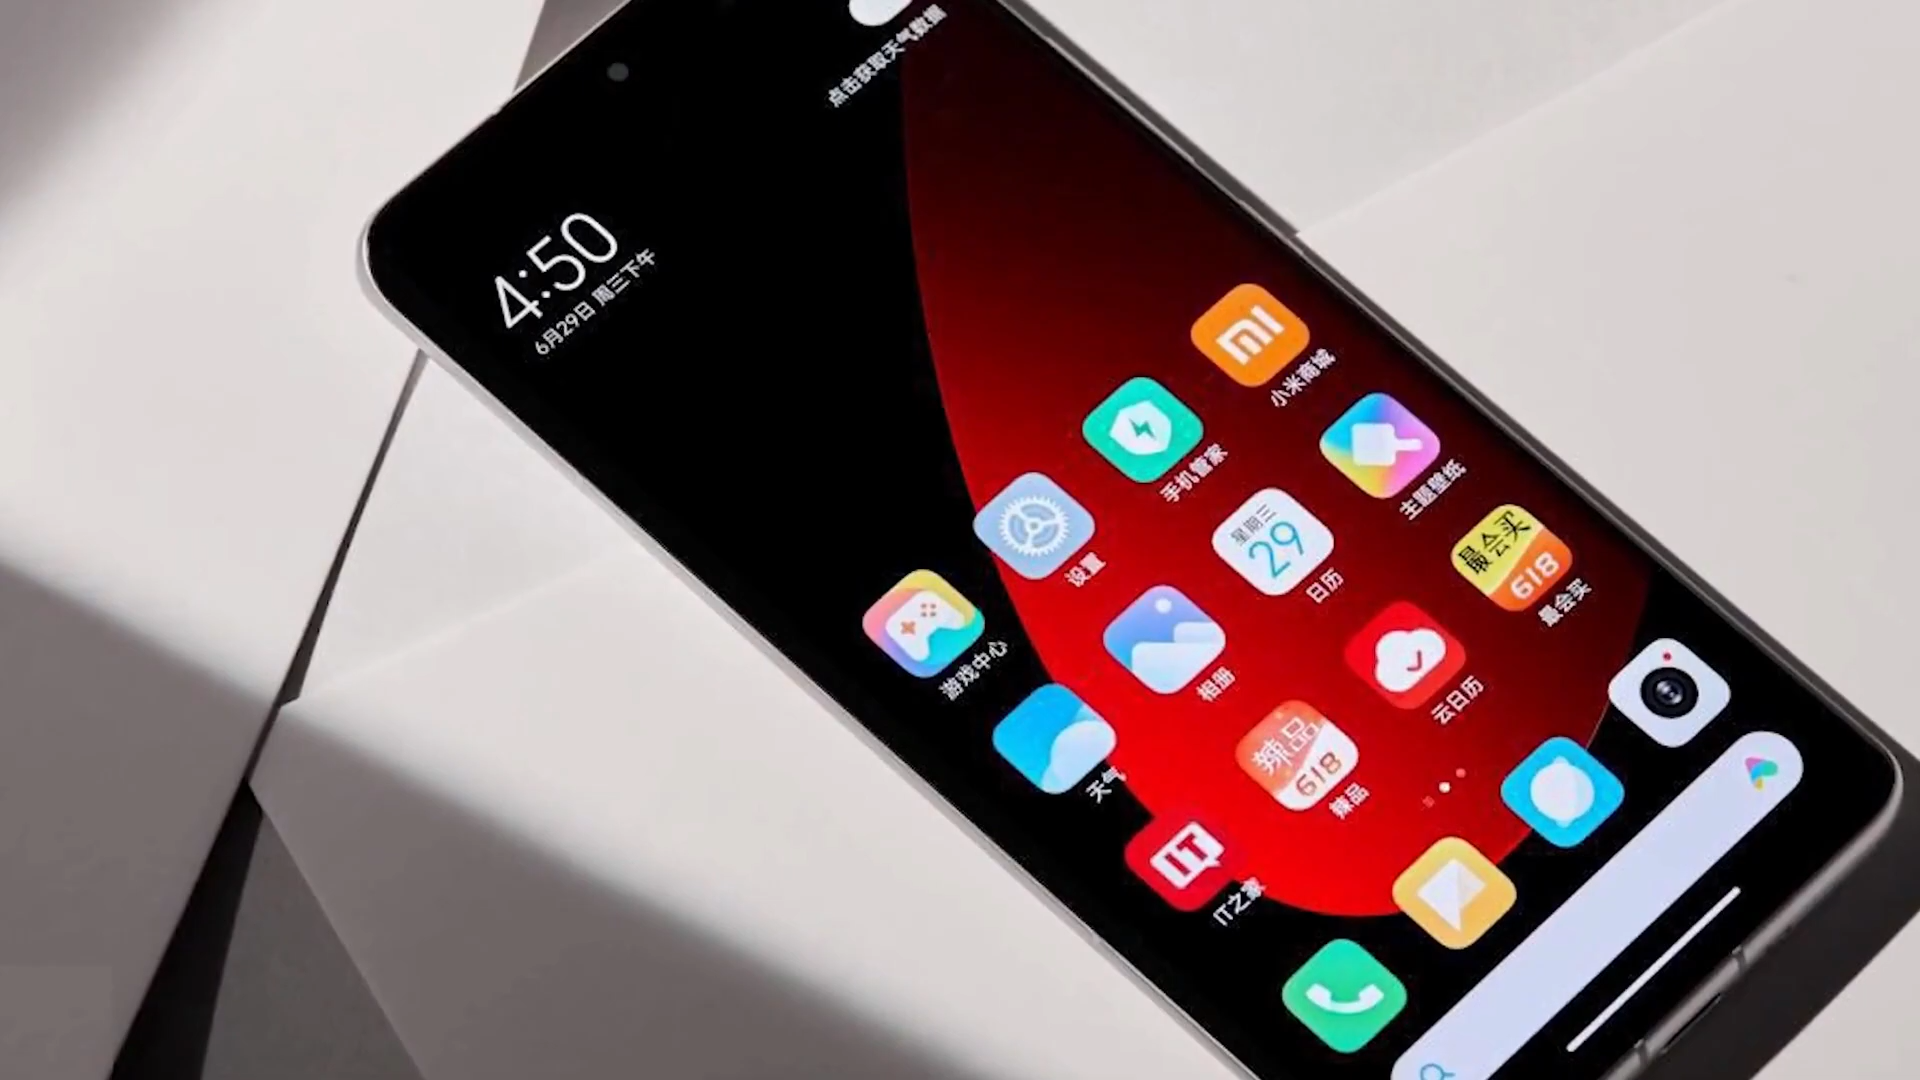 点击获取天气数据
4:50
6月29日 周三下午
小米商城
手机管家
主题壁纸
设置
星期三
29
日历
最会买
618
最会买
游戏中心
相册
云日历
天气
辣品
618
辣品
IT
IT之家